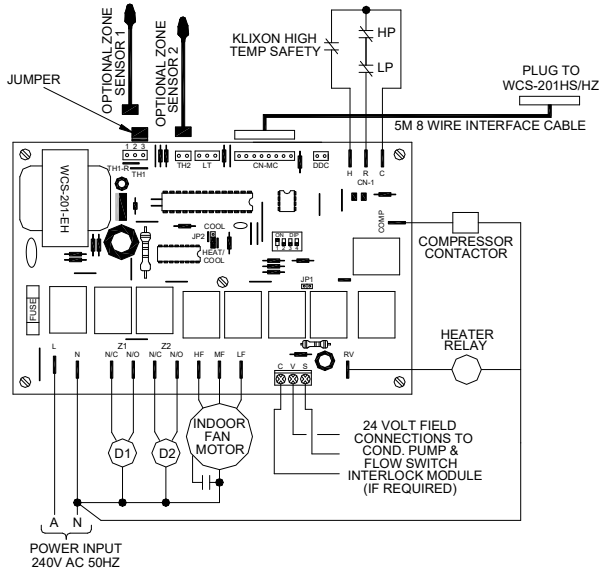 OPTIONAL ZONE
SENSOR 1
OPTIONAL ZONE
SENSOR 2
JUMPER
KLIXON HIGH
TEMP SAFETY
HP
LP
PLUG TO
WCS-201HS/HZ
5M 8 WIRE INTERFACE CABLE
1 2 3
TH1-R
TH1
TH2
LT
CN-MC
DDC
H R C
CN-1
WCS-201-EH
COMP
COMPRESSOR
CONTACTOR
COOL
JP2
HEAT/
COOL
ON DIP
1 2 3 4
JP1
FUSE
L
N
Z1
N/C N/O
Z2
N/C N/O
HF MF LF
C V S
RV
HEATER
RELAY
INDOOR
FAN
MOTOR
D1
D2
24 VOLT FIELD
CONNECTIONS TO
COND. PUMP &
FLOW SWITCH
INTERLOCK MODULE
(IF REQUIRED)
A N
POWER INPUT
240V AC 50HZ